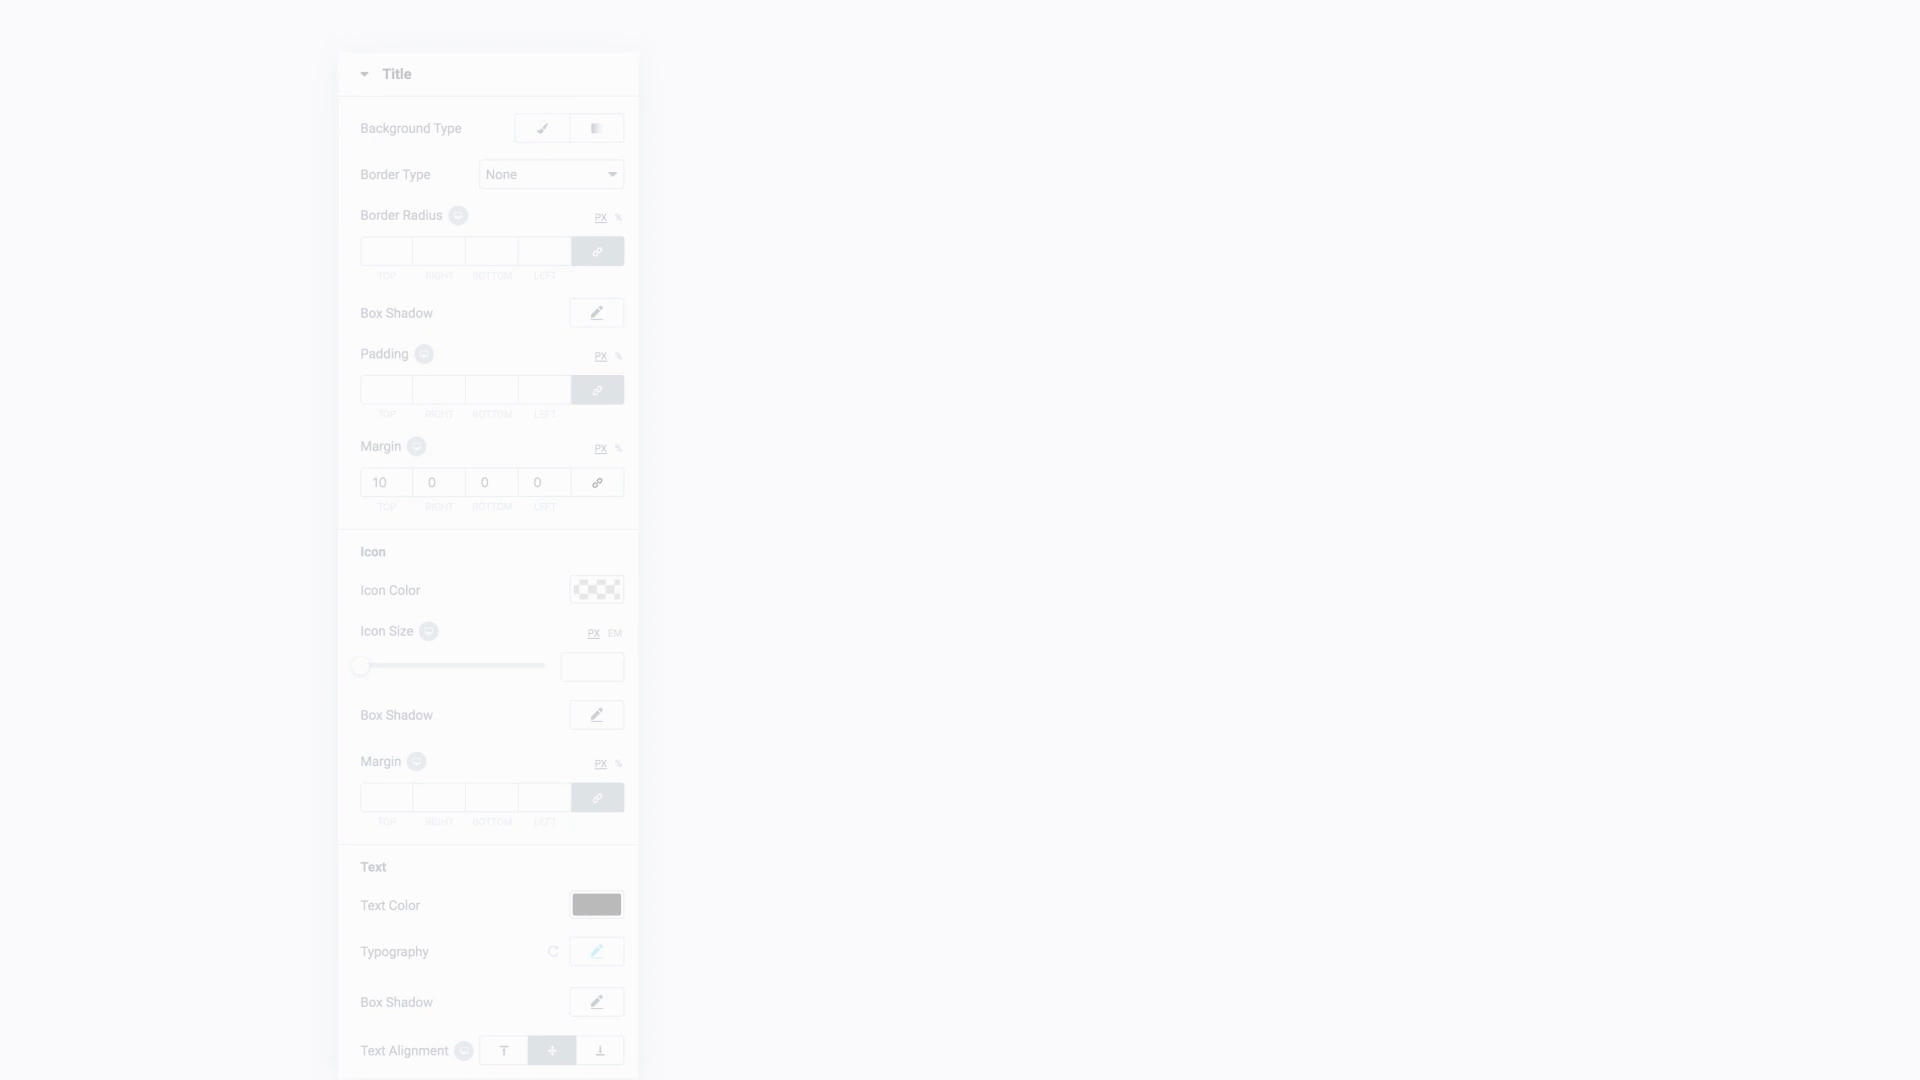 Title
Background Type
Border Type None
Border Radius PX %
TOP RIGHT BOTTOM LEFT
Box Shadow
Padding PX %
TOP RIGHT BOTTOM LEFT
Margin PX %
10 0 0 0
TOP RIGHT BOTTOM LEFT
Icon
Icon Color
Icon Size PX EM
Box Shadow
Margin PX %
TOP RIGHT BOTTOM LEFT
Text
Text Color
Typography
Box Shadow
Text Alignment